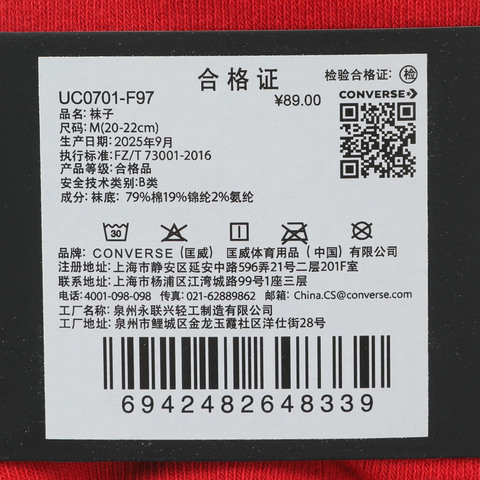 合格证
检验合格证: 检
UC0701-F97
¥89.00
CONVERSE
品名: 袜子
尺码: M(20-22cm)
生产日期: 2025年9月
执行标准: FZ/T 73001-2016
产品等级: 合格品
安全技术类别:B类
成分: 袜底: 79%棉19%锦纶2%氨纶
30
品牌: CONVERSE (匡威) 匡威体育用品 (中国) 有限公司
注册地址: 上海市静安区延安中路596弄21号二层201F室
联系地址: 上海市杨浦区江湾城路99号1座三层
电话: 4001-098-098 传真: 021-62889862 邮箱: China.CS@converse.com
工厂名: 泉州永联兴轻工制造有限公司
工厂地址: 泉州市鲤城区金龙玉霞社区洋仕街28号
6942482648339